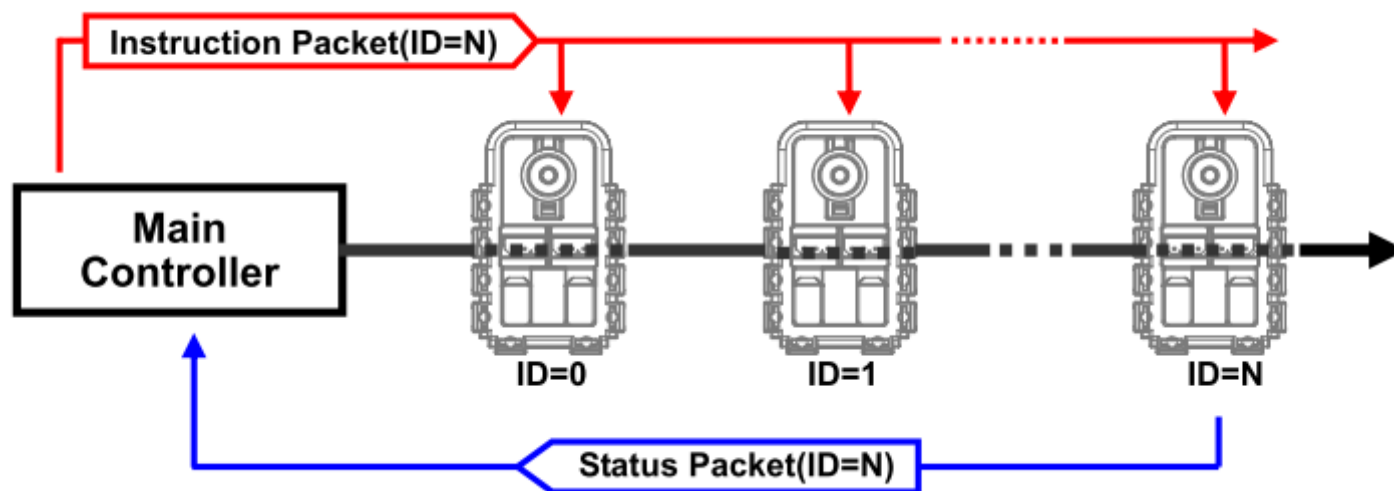 Instruction Packet(ID=N)
Main
Controller
ID=0
ID=1
ID=N
Status Packet(ID=N)